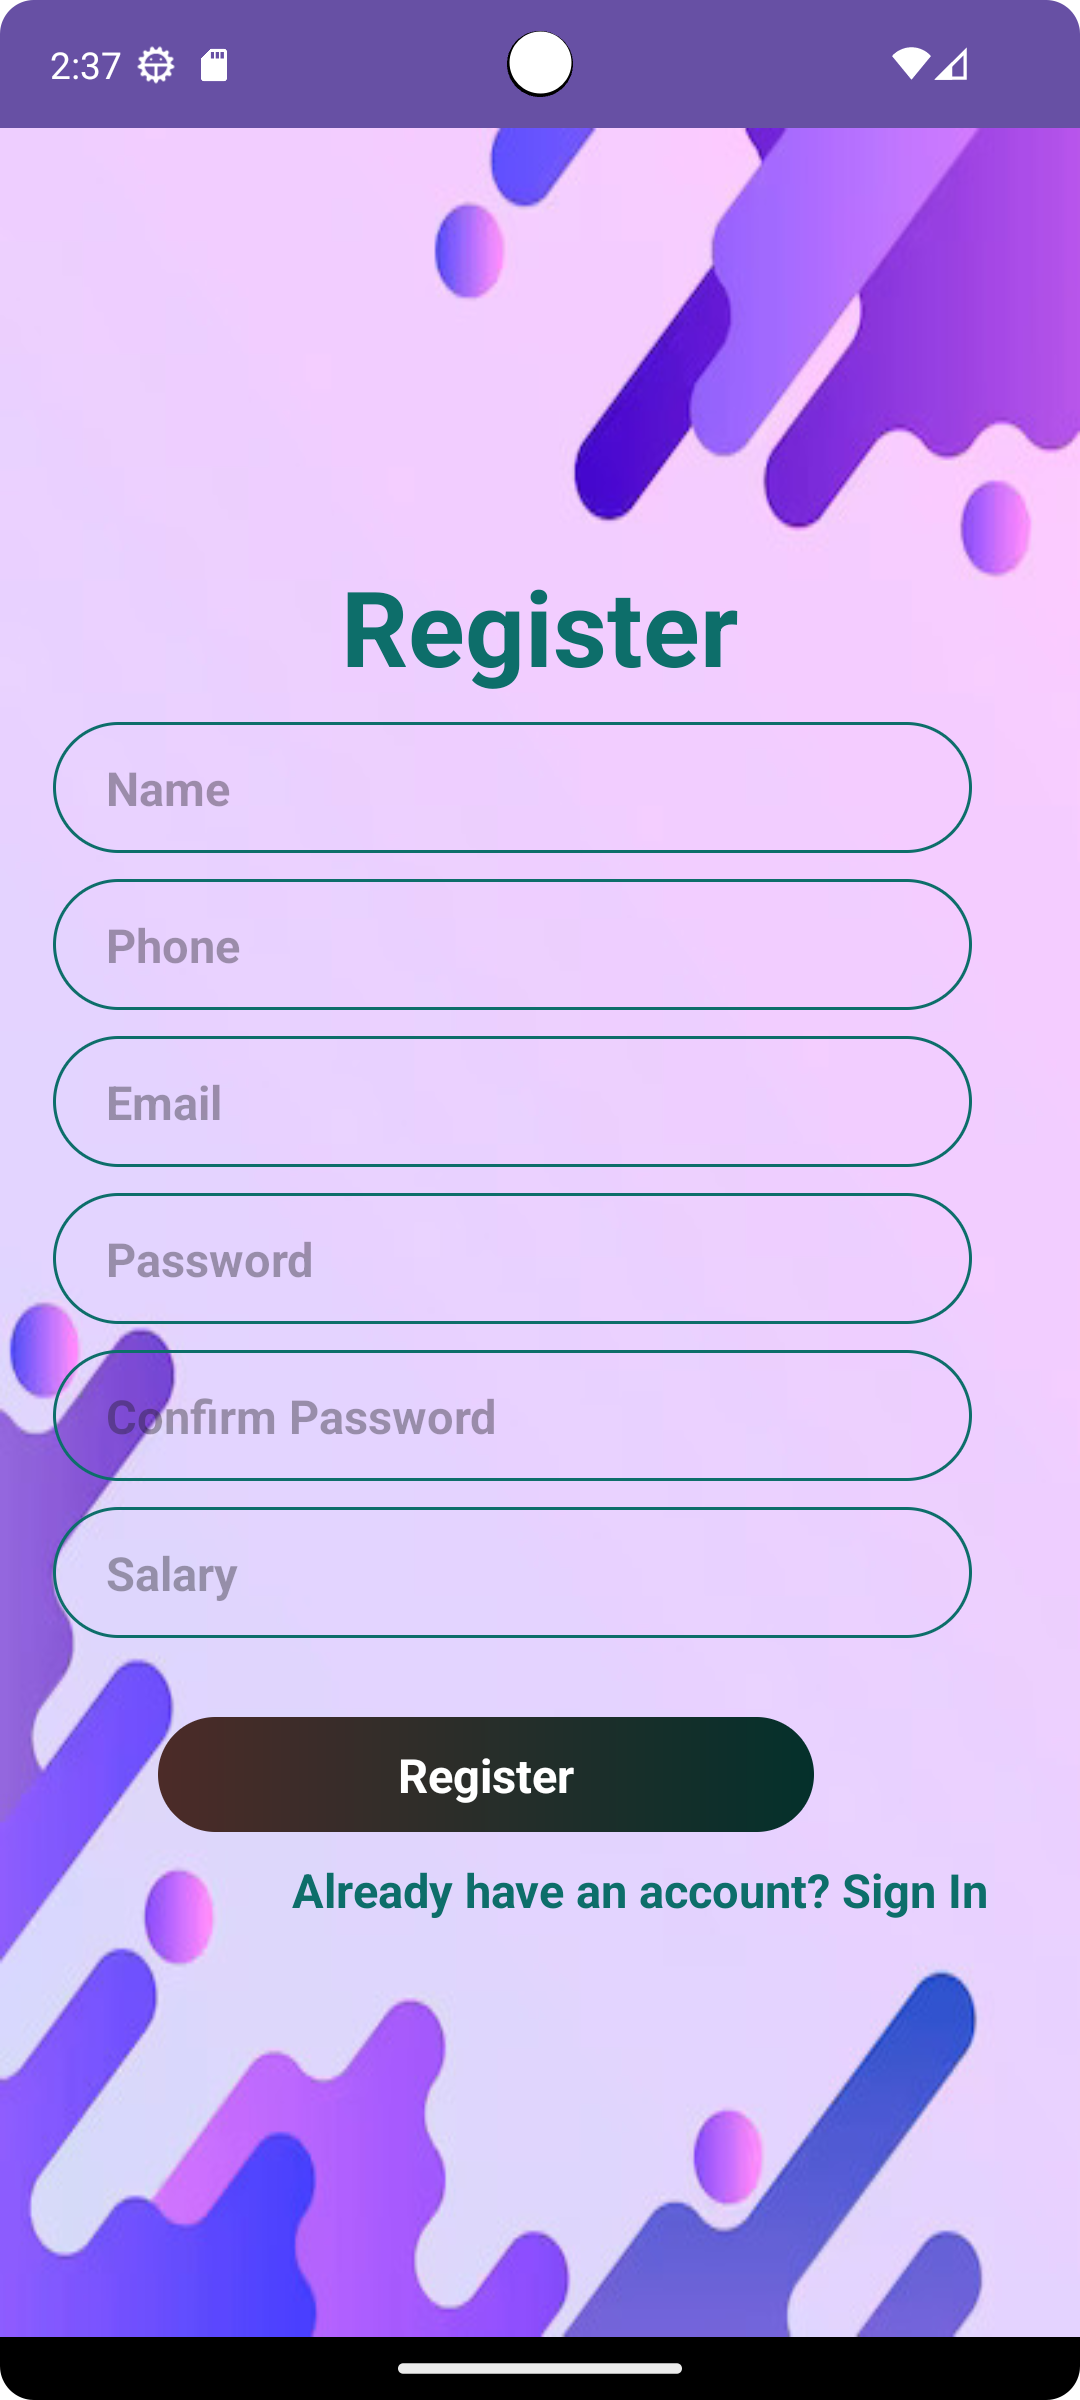 2:37
Register
Name
Phone
Email
Password
Confirm Password
Salary
Register
Already have an account? Sign In